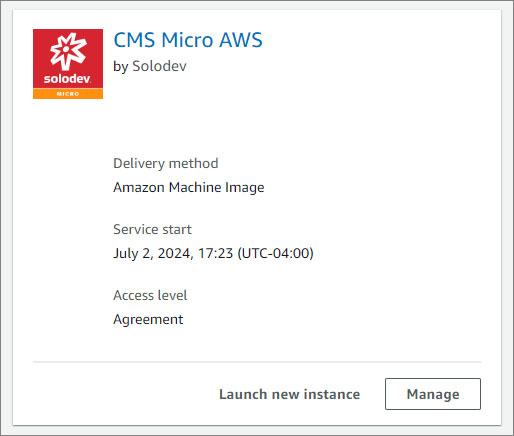 CMS Micro AWS
by Solodev
solodev
MICRO
Delivery method
Amazon Machine Image
Service start
July 2, 2024, 17:23 (UTC-04:00)
Access level
Agreement
Launch new instance
Manage